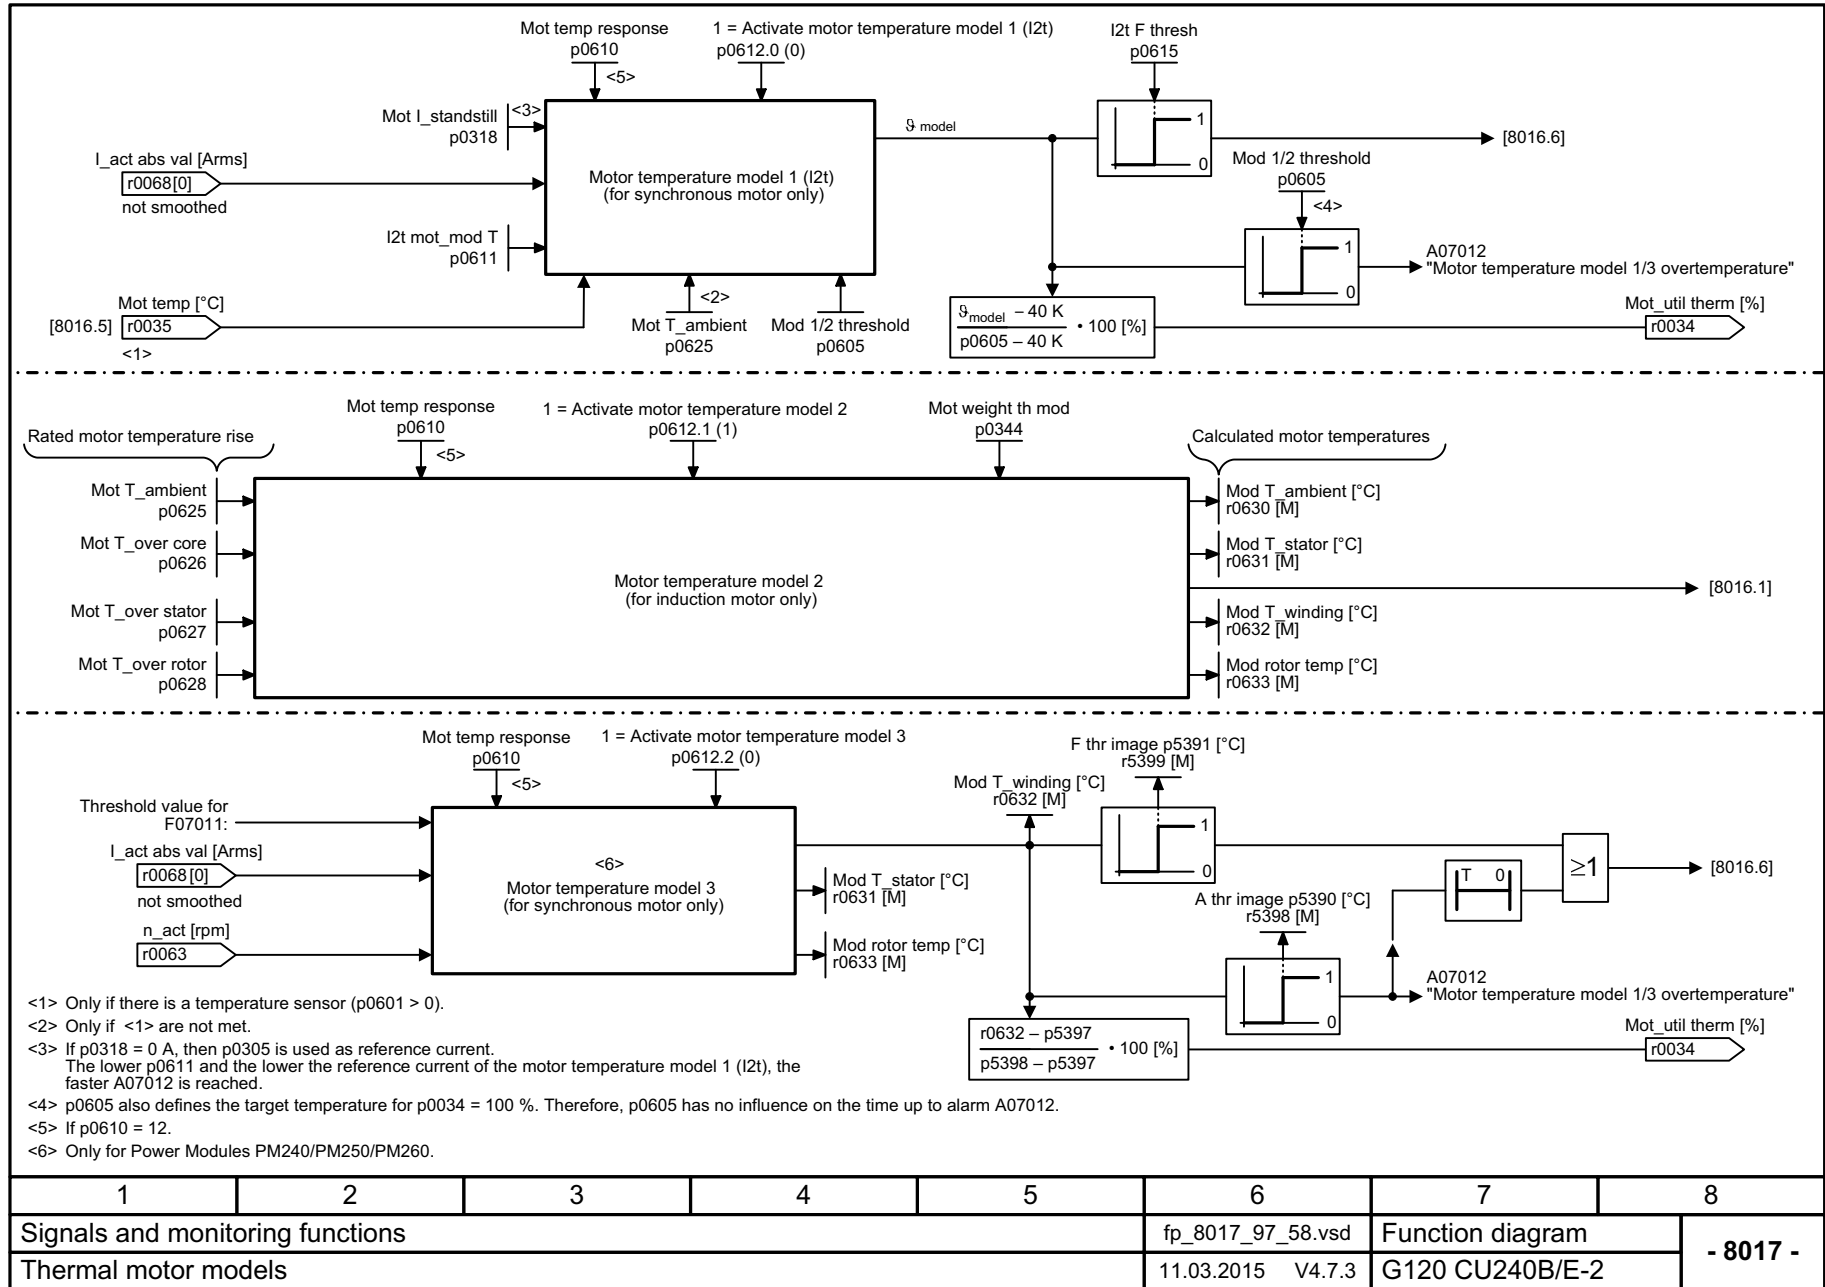 Mot temp response
p0610
<5>
1 = Activate motor temperature model 1 (I2t)
p0612.0 (0)
I2t F thresh
p0615
Mot I_standstill
p0318
<3>
I_act abs val [Arms]
r0068[0]
not smoothed
I2t mot_mod T
p0611
Motor temperature model 1 (I2t)
(for synchronous motor only)
ϑ model
1
0
[8016.6]
Mod 1/2 threshold
p0605
<4>
1
0
A07012
"Motor temperature model 1/3 overtemperature"
Mot temp [°C]
[8016.5]
r0035
<1>
<2>
Mot T_ambient
p0625
Mod 1/2 threshold
p0605
ϑmodel – 40 K
p0605 – 40 K
• 100 [%]
Mot_util therm [%]
r0034
Mot temp response
p0610
<5>
1 = Activate motor temperature model 2
p0612.1 (1)
Mot weight th mod
p0344
Rated motor temperature rise
Calculated motor temperatures
Mot T_ambient
p0625
Mot T_over core
p0626
Mot T_over stator
p0627
Mot T_over rotor
p0628
Motor temperature model 2
(for induction motor only)
Mod T_ambient [°C]
r0630 [M]
Mod T_stator [°C]
r0631 [M]
[8016.1]
Mod T_winding [°C]
r0632 [M]
Mod rotor temp [°C]
r0633 [M]
Mot temp response
p0610
<5>
1 = Activate motor temperature model 3
p0612.2 (0)
Threshold value for
F07011:
I_act abs val [Arms]
r0068[0]
not smoothed
n_act [rpm]
r0063
<6>
Motor temperature model 3
(for synchronous motor only)
Mod T_stator [°C]
r0631 [M]
Mod rotor temp [°C]
r0633 [M]
Mod T_winding [°C]
r0632 [M]
F thr image p5391 [°C]
r5399 [M]
1
0
A thr image p5390 [°C]
r5398 [M]
1
0
T 0
≥1
[8016.6]
A07012
"Motor temperature model 1/3 overtemperature"
r0632 – p5397
p5398 – p5397
• 100 [%]
Mot_util therm [%]
r0034
<1> Only if there is a temperature sensor (p0601 > 0).
<2> Only if <1> are not met.
<3> If p0318 = 0 A, then p0305 is used as reference current.
The lower p0611 and the lower the reference current of the motor temperature model 1 (I2t), the
faster A07012 is reached.
<4> p0605 also defines the target temperature for p0034 = 100 %. Therefore, p0605 has no influence on the time up to alarm A07012.
<5> If p0610 = 12.
<6> Only for Power Modules PM240/PM250/PM260.
1 2 3 4 5 6 7 8
Signals and monitoring functions
fp_8017_97_58.vsd
Function diagram
- 8017 -
Thermal motor models
11.03.2015 V4.7.3
G120 CU240B/E-2